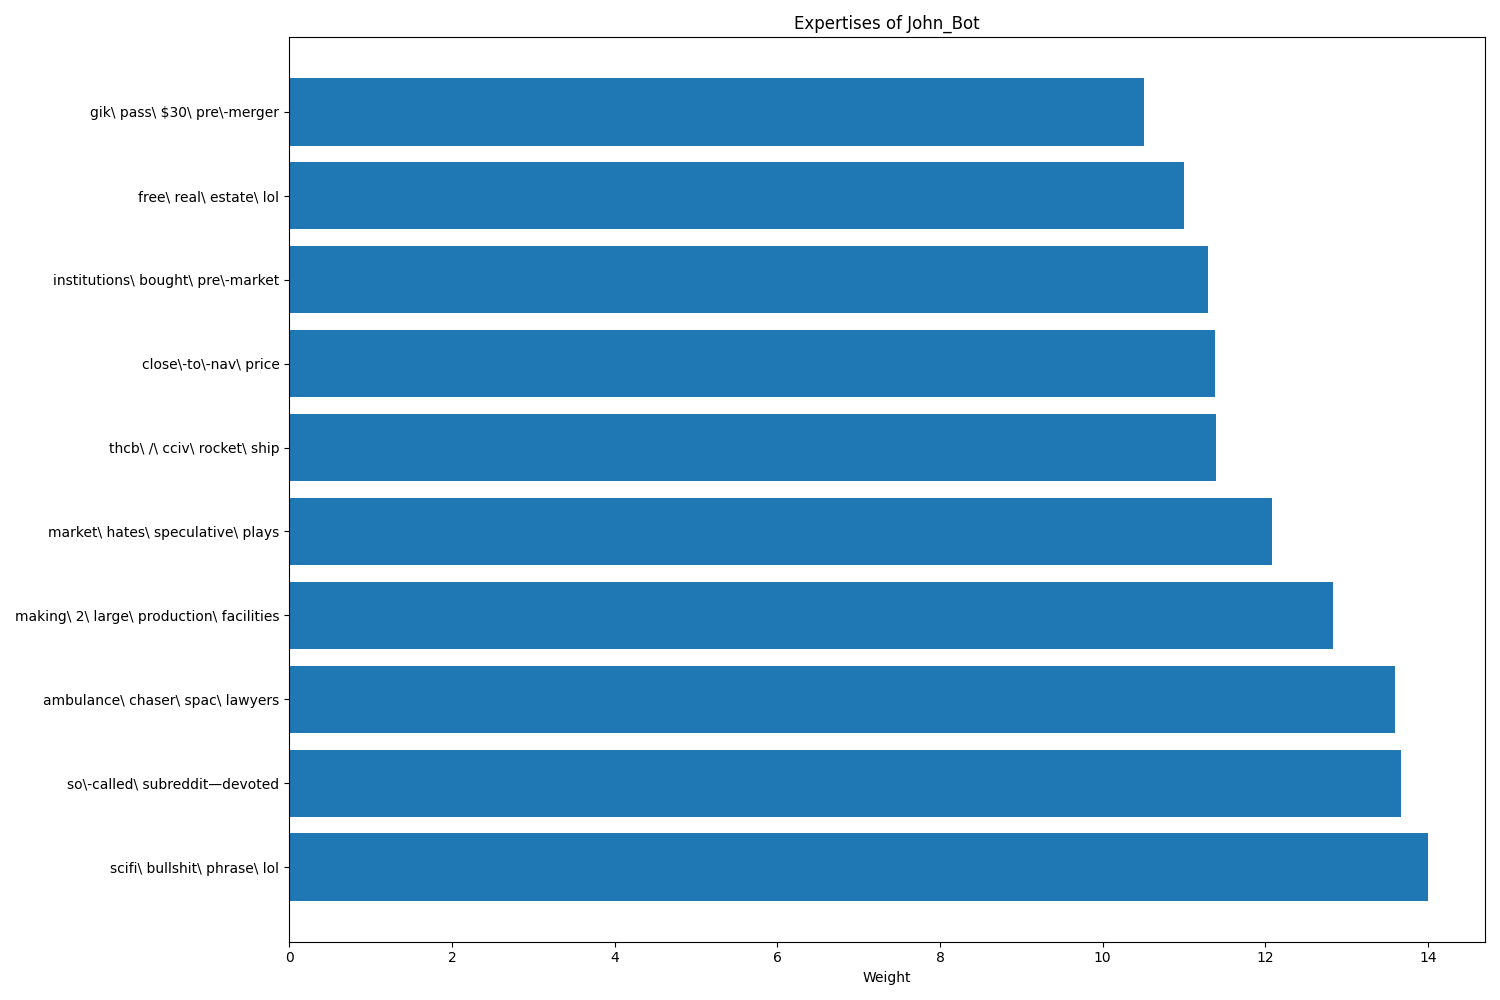 Expertises of John_Bot
gik\ pass\ $30\ pre\-merger
free\ real\ estate\ lol
institutions\ bought\ pre\-market
close\-to\-nav\ price
thcb\ /\ cciv\ rocket\ ship
market\ hates\ speculative\ plays
making\ 2\ large\ production\ facilities
ambulance\ chaser\ spac\ lawyers
so\-called\ subreddit—devoted
scifi\ bullshit\ phrase\ lol
0 2 4 6 8 10 12 14
Weight